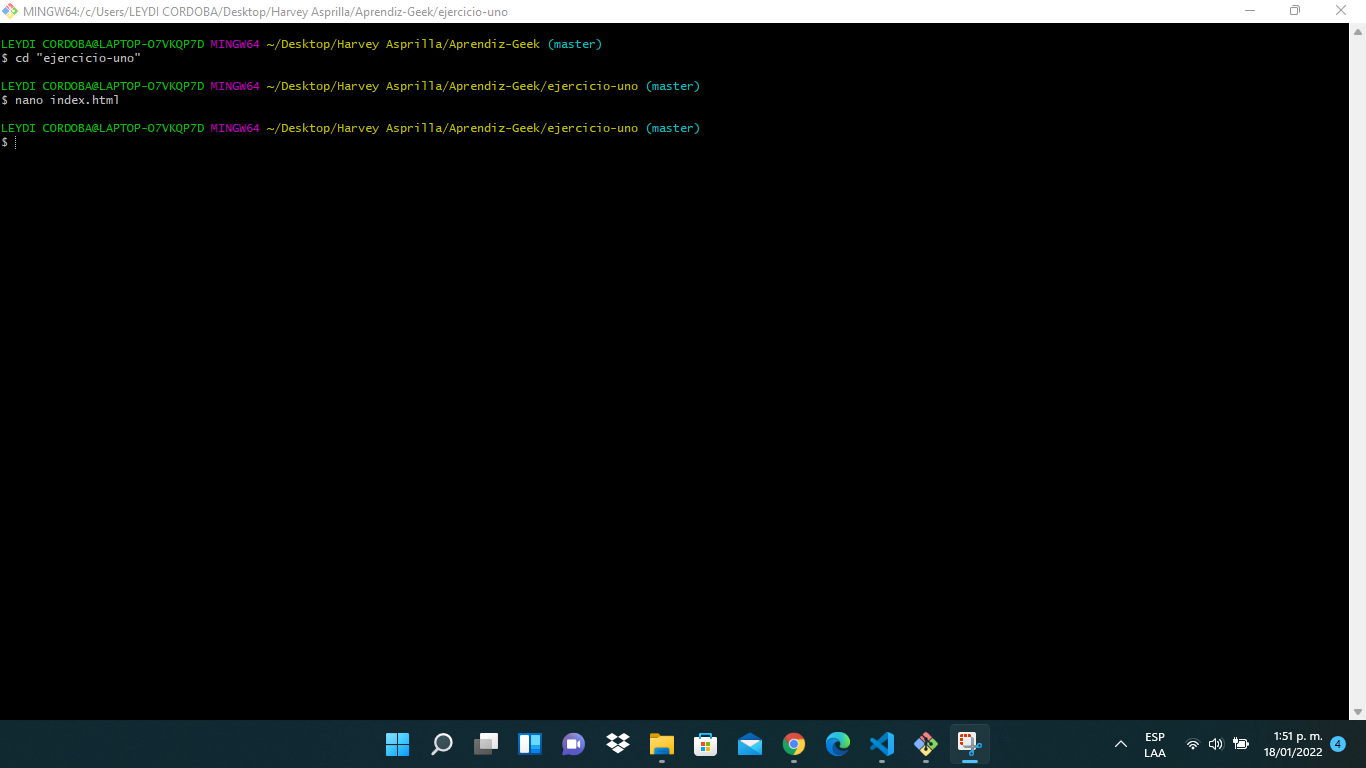 MINGW64:/c/Users/LEYDI CORDOBA/Desktop/Harvey Asprilla/Aprendiz-Geek/ejercicio-uno
LEYDI CORDOBA@LAPTOP-O7VKQP7D MINGW64 ~/Desktop/Harvey Asprilla/Aprendiz-Geek (master)
$ cd "ejercicio-uno"
LEYDI CORDOBA@LAPTOP-O7VKQP7D MINGW64 ~/Desktop/Harvey Asprilla/Aprendiz-Geek/ejercicio-uno (master)
$ nano index.html
LEYDI CORDOBA@LAPTOP-O7VKQP7D MINGW64 ~/Desktop/Harvey Asprilla/Aprendiz-Geek/ejercicio-uno (master)
$
ESP
LAA
1:51 p. m.
18/01/2022
4